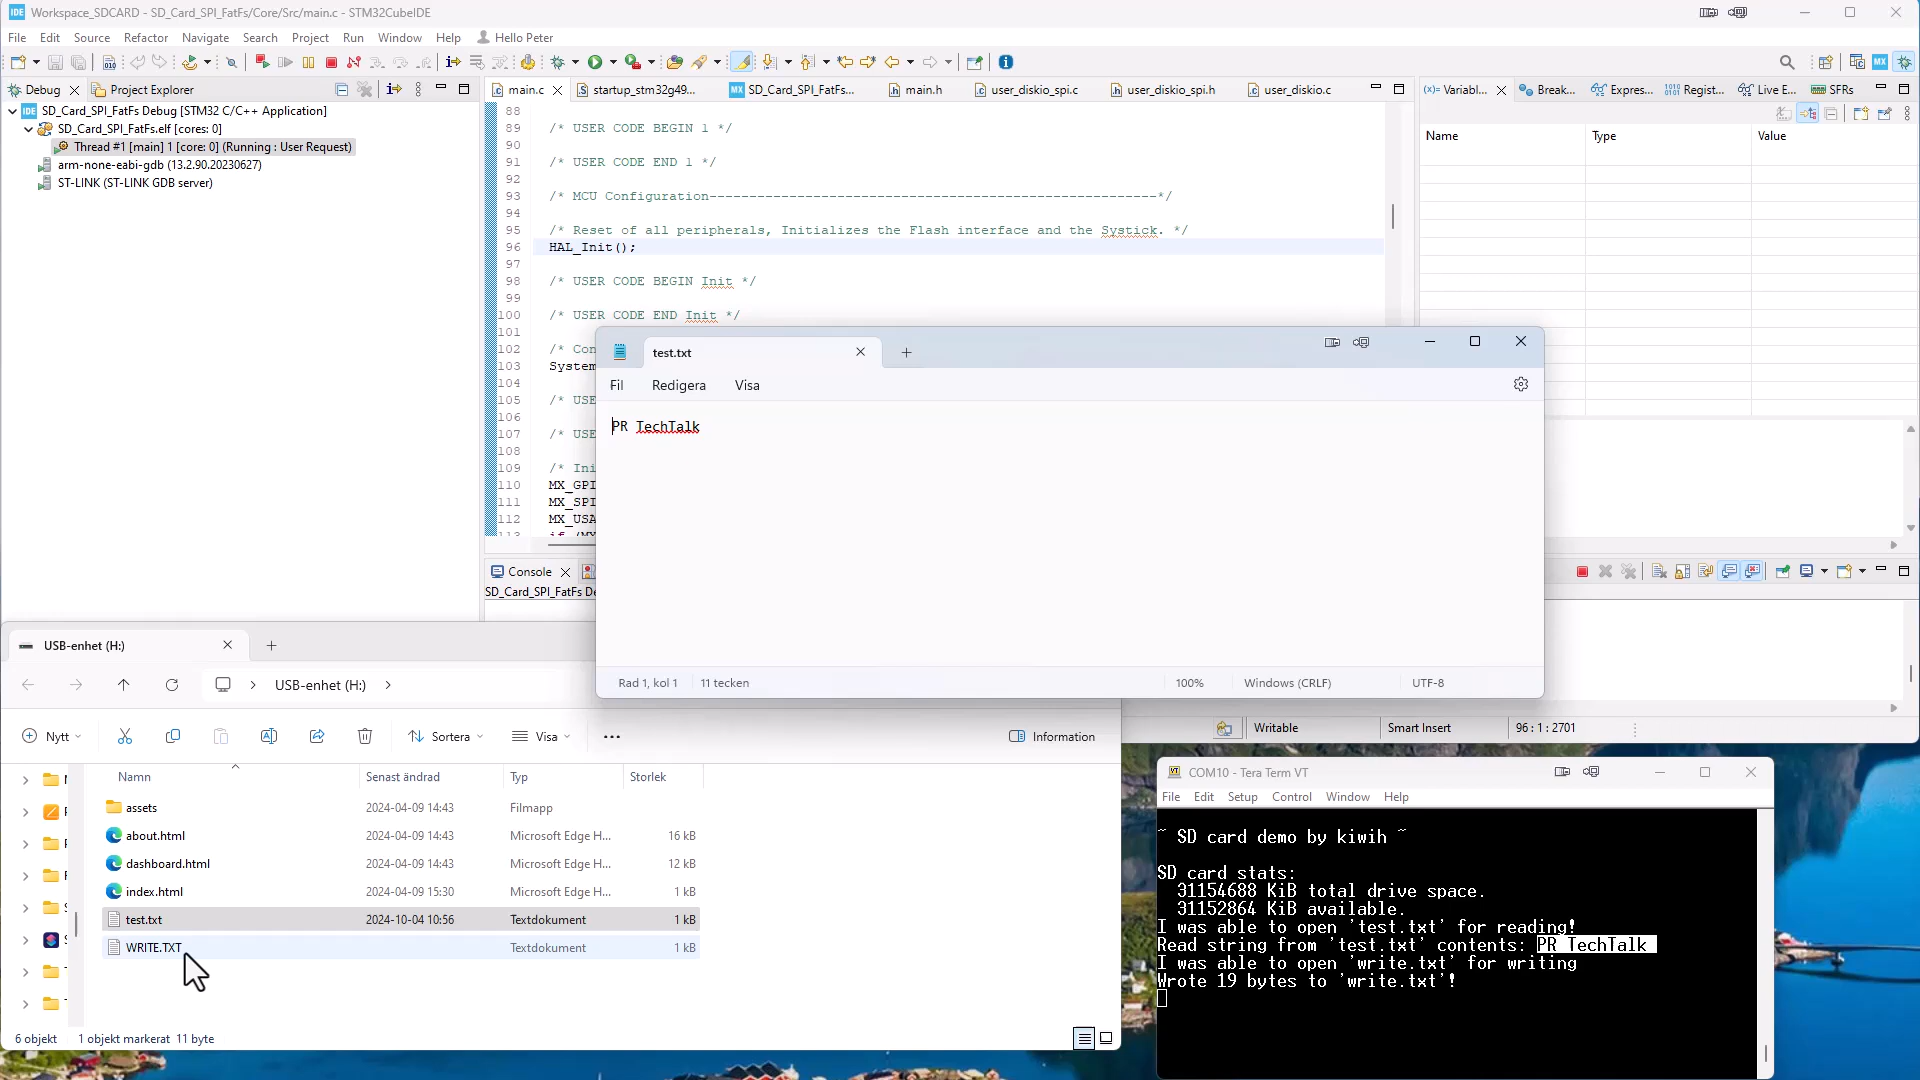 Workspace_SDCARD - SD_Card_SPI_FatFs/Core/Src/main.c - STM32CubeIDE
File Edit Source Refactor Navigate Search Project Run Window Help Hello Peter
Debug Project Explorer
SD_Card_SPI_FatFs Debug [STM32 C/C++ Application]
SD_Card_SPI_FatFs.elf [cores: 0]
Thread #1 [main] 1 [core: 0] (Running : User Request)
arm-none-eabi-gdb (13.2.90.20230627)
ST-LINK (ST-LINK GDB server)
main.c startup_stm32g49... SD_Card_SPI_FatFs... main.h user_diskio_spi.c user_diskio_spi.h user_diskio.c
88
89 /* USER CODE BEGIN 1 */
90
91 /* USER CODE END 1 */
92
93 /* MCU Configuration--------------------------------------------------------*/
94
95 /* Reset of all peripherals, Initializes the Flash interface and the Systick. */
96 HAL_Init();
97
98 /* USER CODE BEGIN Init */
99
100 /* USER CODE END Init */
101
102 /* Con
103 System
104
105 /* USE
106
107 /* USE
108
109 /* Ini
110 MX_GPI
111 MX_SPI
112 MX_USA
113 if (MX
(x)= Variabl... Break... Expres... Regist... Live E... SFRs
Name Type Value
Console
SD_Card_SPI_FatFs De
Writable Smart Insert 96 : 1 : 2701
test.txt
Fil Redigera Visa
PR TechTalk
Rad 1, kol 1 11 tecken 100% Windows (CRLF) UTF-8
USB-enhet (H:)
USB-enhet (H:)
Nytt Sortera Visa Information
Namn Senast ändrad Typ Storlek
assets 2024-04-09 14:43 Filmapp
about.html 2024-04-09 14:43 Microsoft Edge H... 16 kB
dashboard.html 2024-04-09 14:43 Microsoft Edge H... 12 kB
index.html 2024-04-09 15:30 Microsoft Edge H... 1 kB
test.txt 2024-10-04 10:56 Textdokument 1 kB
WRITE.TXT Textdokument 1 kB
6 objekt 1 objekt markerat 11 byte
COM10 - Tera Term VT
File Edit Setup Control Window Help
~ SD card demo by kiwih ~
SD card stats:
31154688 KiB total drive space.
31152864 KiB available.
I was able to open 'test.txt' for reading!
Read string from 'test.txt' contents: PR TechTalk
I was able to open 'write.txt' for writing
Wrote 19 bytes to 'write.txt'!